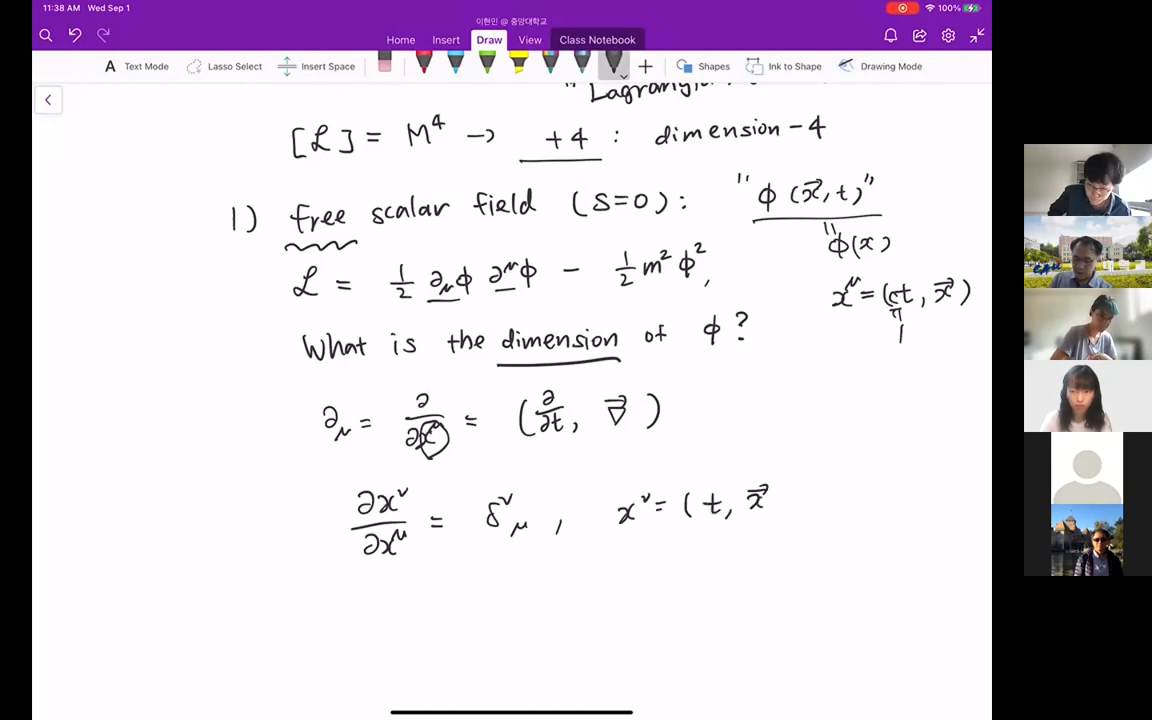 11:38 AM Wed Sep 1
100%
이현민 @ 중앙대학교
Home Insert Draw View Class Notebook
Text Mode Lasso Select Insert Space Shapes Ink to Shape Drawing Mode
[ℒ] = M⁴ → +4 : dimension-4
1) free scalar field (s=0) : "ϕ(x⃗,t)"
"ϕ(x)
ℒ = ½ ∂_μϕ ∂^μϕ − ½ m²ϕ²,
x^μ = (ct, x⃗)
1
What is the dimension of ϕ?
∂_μ = ∂/∂x^μ = (∂/∂t, ∇⃗)
∂x^ν/∂x^μ = δ^ν_μ, x^ν = (t, x⃗